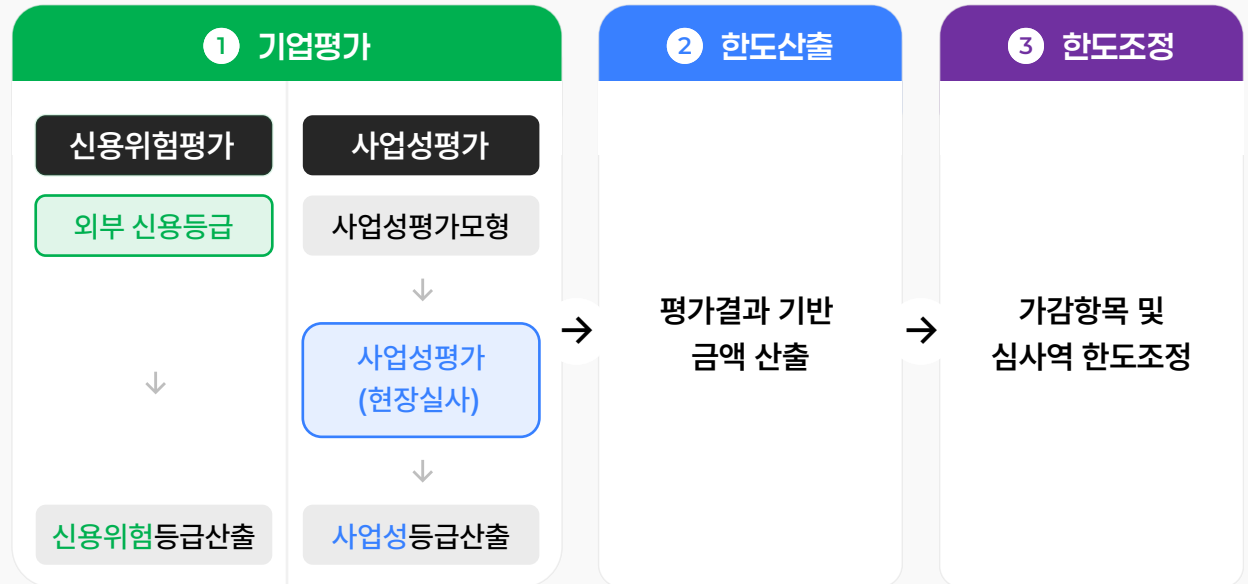 1 기업평가
신용위험평가
외부 신용등급
↓
신용위험등급산출
사업성평가
사업성평가모형
↓
사업성평가
(현장실사)
↓
사업성등급산출
→
2 한도산출
평가결과 기반
금액 산출
→
3 한도조정
가감항목 및
심사역 한도조정